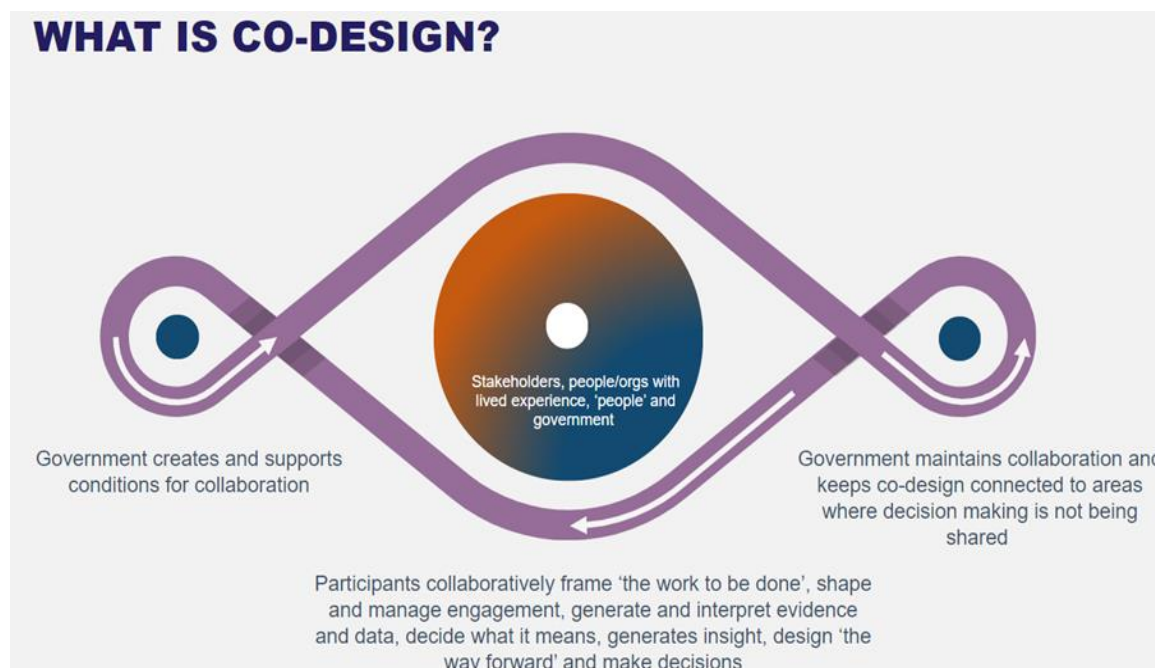 WHAT IS CO-DESIGN?
Stakeholders, people/orgs with
lived experience, ‘people’ and
government
Government creates and supports
conditions for collaboration
Government maintains collaboration and
keeps co-design connected to areas
where decision making is not being
shared
Participants collaboratively frame ‘the work to be done’, shape
and manage engagement, generate and interpret evidence
and data, decide what it means, generates insight, design ‘the
way forward’ and make decisions